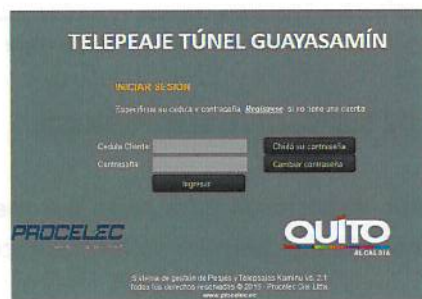 TELEPEAJE TÚNEL GUAYASAMÍN
INICIAR SESIÓN
Especifique su cedula y contraseña. Registrese si no tiene una cuenta
Cedula Cliente:
Olvidó su contraseña
Contraseña:
Cambiar contraseña
Ingresar
PROCELEC
QUITO
ALCALDÍA
Sistema de gestión de Peajes y Telepeajes Kaminu V5. 2.1
Todos los derechos reservados © 2015 - Procelec Cia. Ltda.
www.procelec.ec